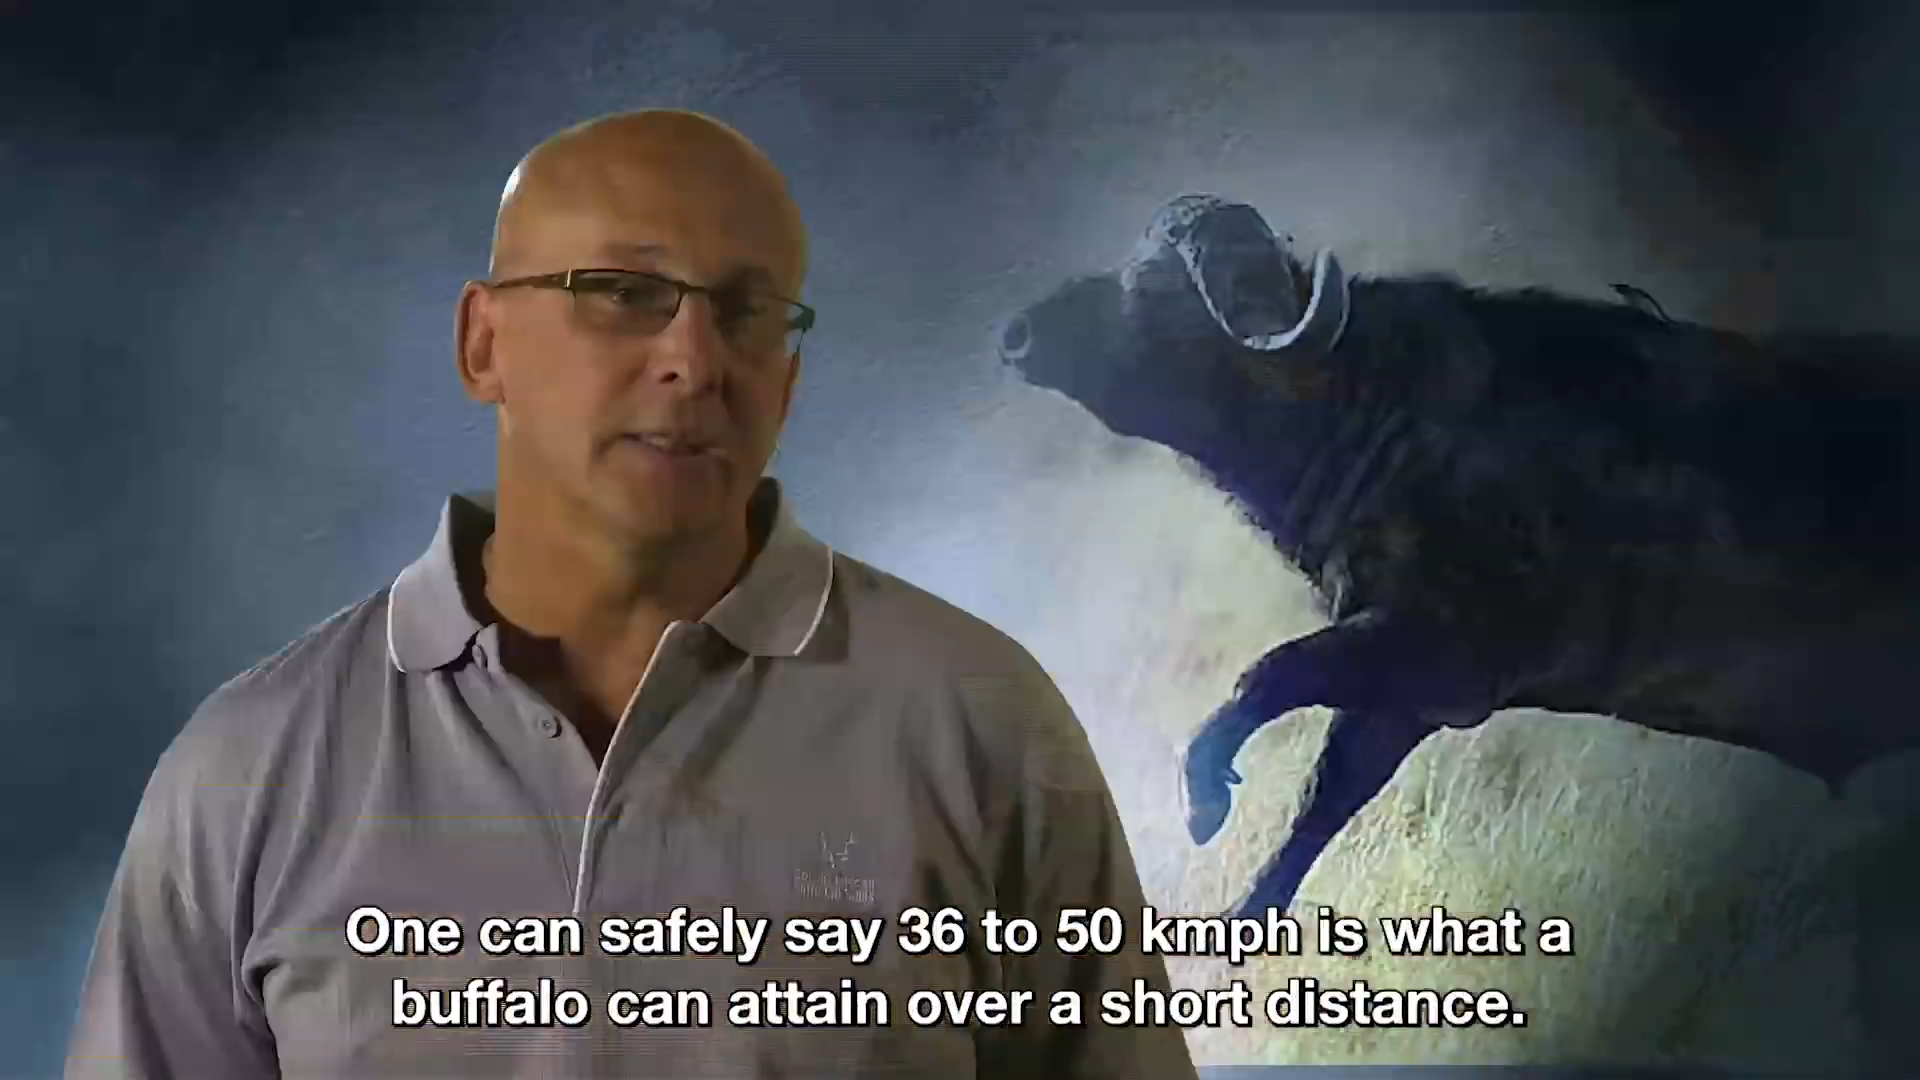 One can safely say 36 to 50 kmph is what a
buffalo can attain over a short distance.